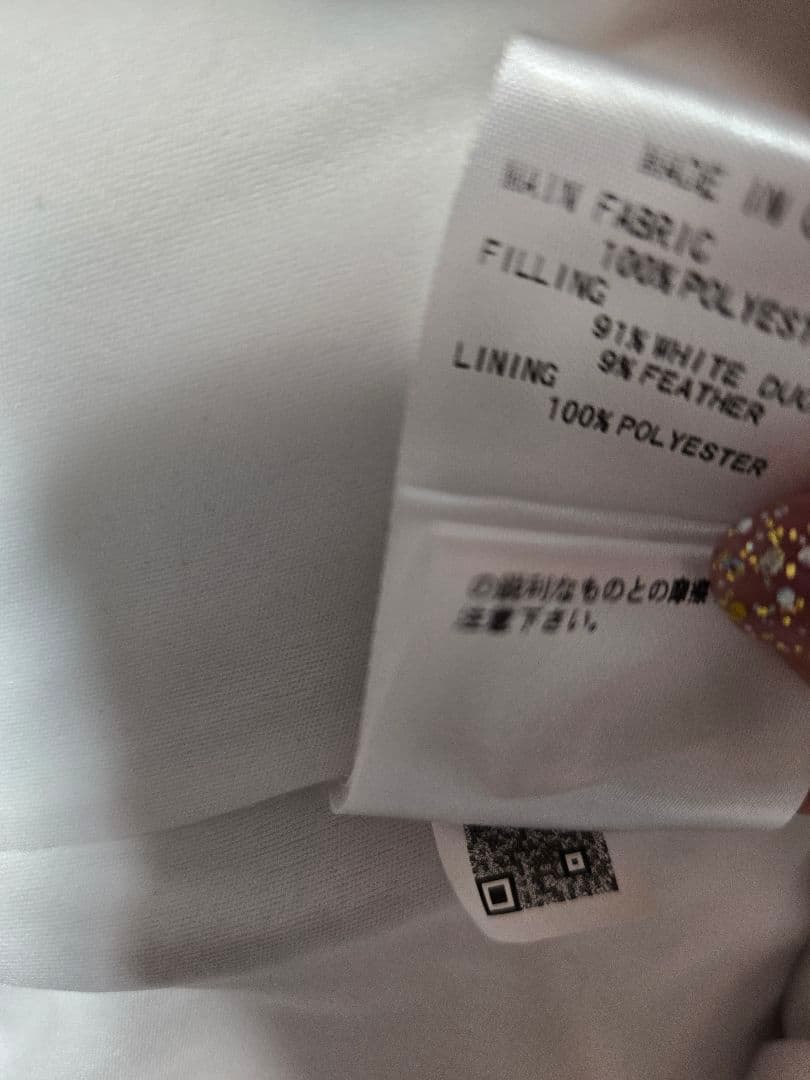 MADE IN
MAIN FABRIC
100% POLYEST
FILLING
91% WHITE DUC
9% FEATHER
LINING
100% POLYESTER
の鋭利なものとの摩擦
注意下さい。